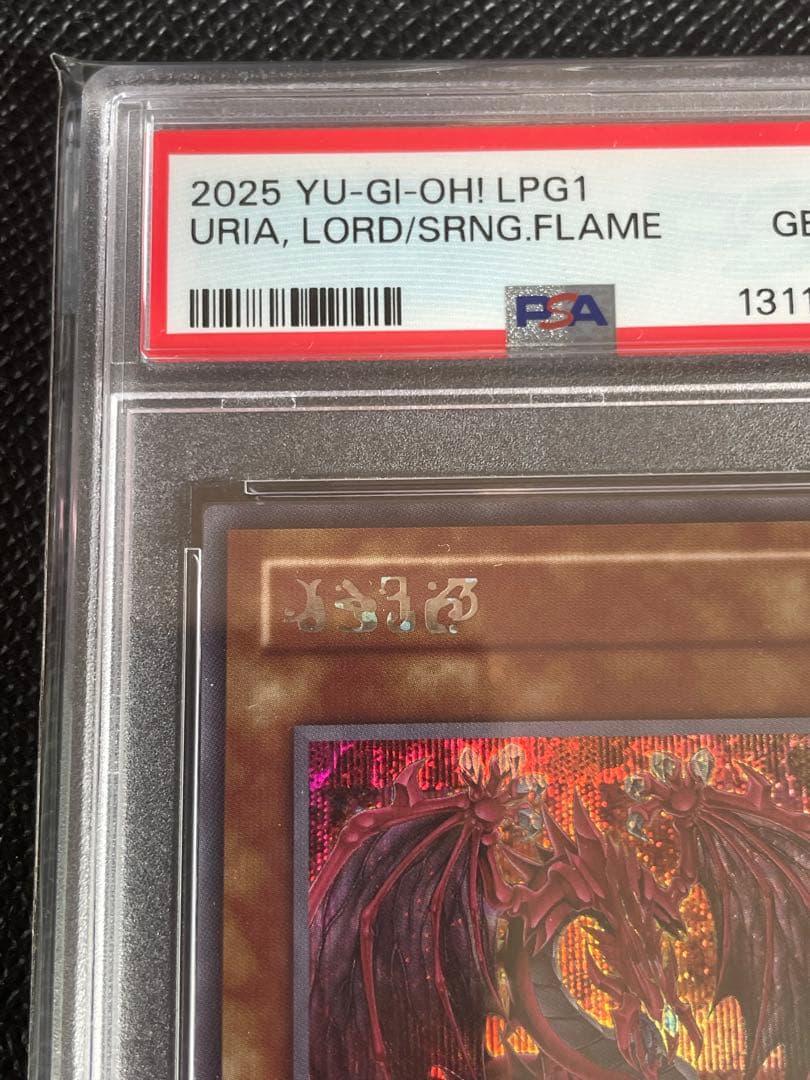 2025 YU-GI-OH! LPG1
URIA, LORD/SRNG.FLAME
GE
PSA
1311